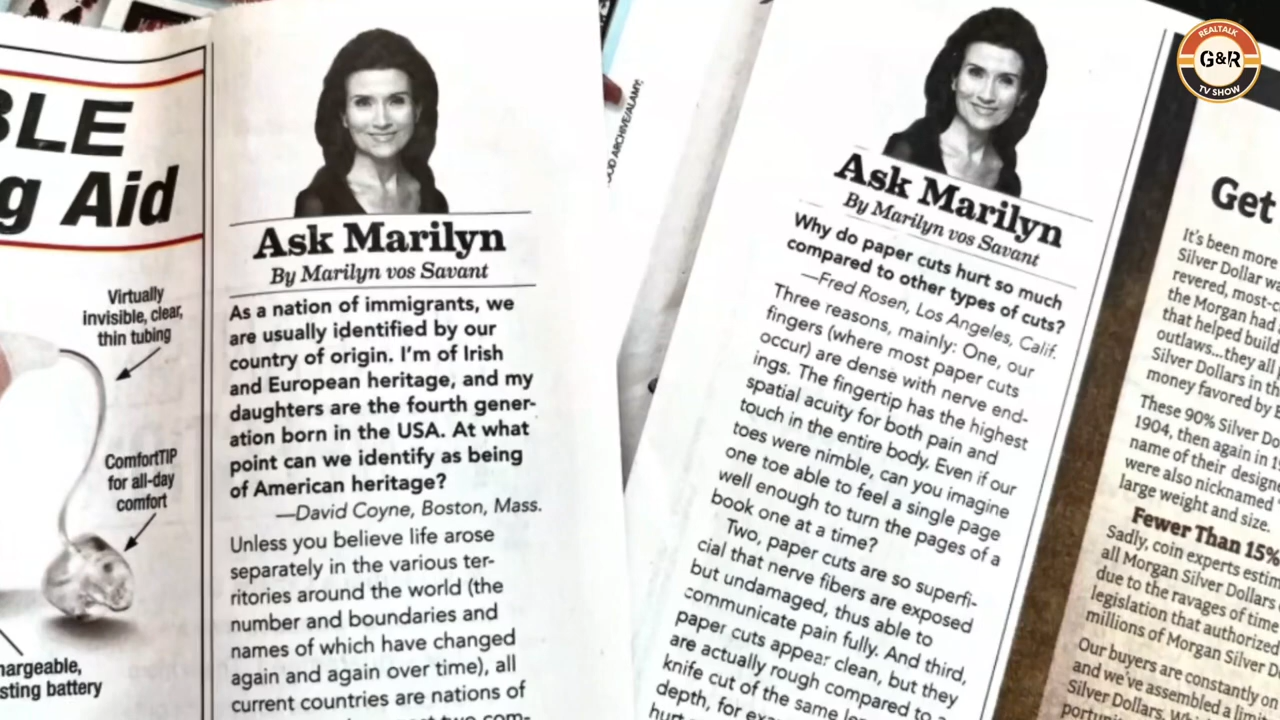 BLE
g Aid
Virtually
invisible, clear,
thin tubing
ComfortTIP
for all-day
comfort
hargeable,
sting battery
Ask Marilyn
By Marilyn vos Savant
As a nation of immigrants, we
are usually identified by our
country of origin. I'm of Irish
and European heritage, and my
daughters are the fourth gener-
ation born in the USA. At what
point can we identify as being
of American heritage?
—David Coyne, Boston, Mass.
Unless you believe life arose
separately in the various ter-
ritories around the world (the
number and boundaries and
names of which have changed
again and again over time), all
current countries are nations of
OOD ARCHIVE/ALAMY;
Ask Marilyn
By Marilyn vos Savant
Why do paper cuts hurt so much
compared to other types of cuts?
—Fred Rosen, Los Angeles, Calif.
Three reasons, mainly: One, our
fingers (where most paper cuts
occur) are dense with nerve end-
ings. The fingertip has the highest
spatial acuity for both pain and
touch in the entire body. Even if our
toes were nimble, can you imagine
one toe able to feel a single page
well enough to turn the pages of a
book one at a time?
Two, paper cuts are so superfi-
cial that nerve fibers are exposed
but undamaged, thus able to
communicate pain fully. And third,
paper cuts appear clean, but they
are actually rough compared to a
knife cut of the same
depth, for
hurt
REALTALK
G&R
TV SHOW
Get
It's been more
Silver Dollar wa
revered, most-c
the Morgan had
that helped build
outlaws...they all
Silver Dollars in th
money favored by
These 90% Silver Do
1904, then again in 19
name of their designe
were also nicknamed
large weight and size.
Fewer Than 15%
Sadly, coin experts estim
all Morgan Silver Dollars
due to the ravages of time
legislation that authorized
millions of Morgan Silver D
Our buyers are constantly on
and we've assembled a limit
Silver Dollars.